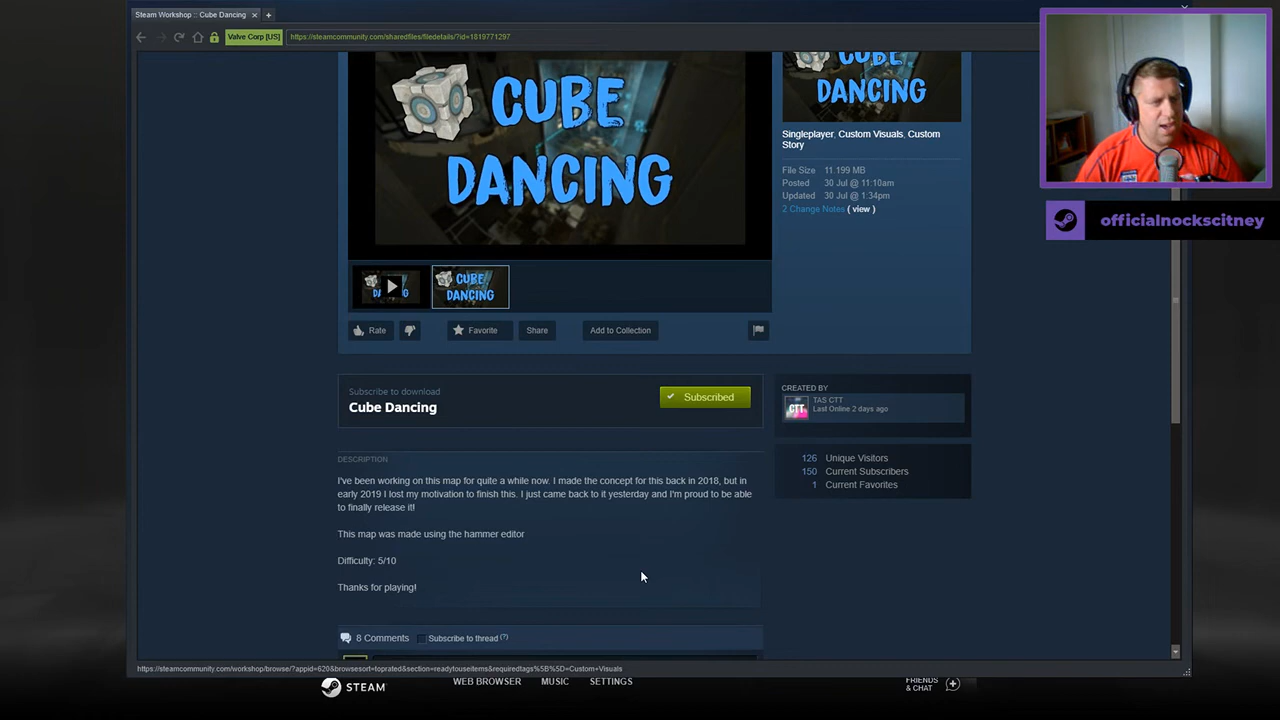 Steam Workshop :: Cube Dancing
Valve Corp [US]
https://steamcommunity.com/sharedfiles/filedetails/?id=1819771297
officialnockscitney
CUBE
DANCING
CUBE
DANCING
Singleplayer, Custom Visuals, Custom
Story
File Size 11.199 MB
Posted 30 Jul @ 11:10am
Updated 30 Jul @ 1:34pm
2 Change Notes ( view )
CUBE
DANCING
Rate
Favorite
Share
Add to Collection
Subscribe to download
Cube Dancing
Subscribed
CREATED BY
CTT
TAS CTT
Last Online 2 days ago
126 Unique Visitors
150 Current Subscribers
1 Current Favorites
DESCRIPTION
I've been working on this map for quite a while now. I made the concept for this back in 2018, but in
early 2019 I lost my motivation to finish this. I just came back to it yesterday and I'm proud to be able
to finally release it!
This map was made using the hammer editor
Difficulty: 5/10
Thanks for playing!
8 Comments
Subscribe to thread (?)
https://steamcommunity.com/workshop/browse/?appid=620&browsesort=toprated&section=readytouseitems&requiredtags%5B%5D=Custom+Visuals
STEAM
WEB BROWSER
MUSIC
SETTINGS
FRIENDS
& CHAT